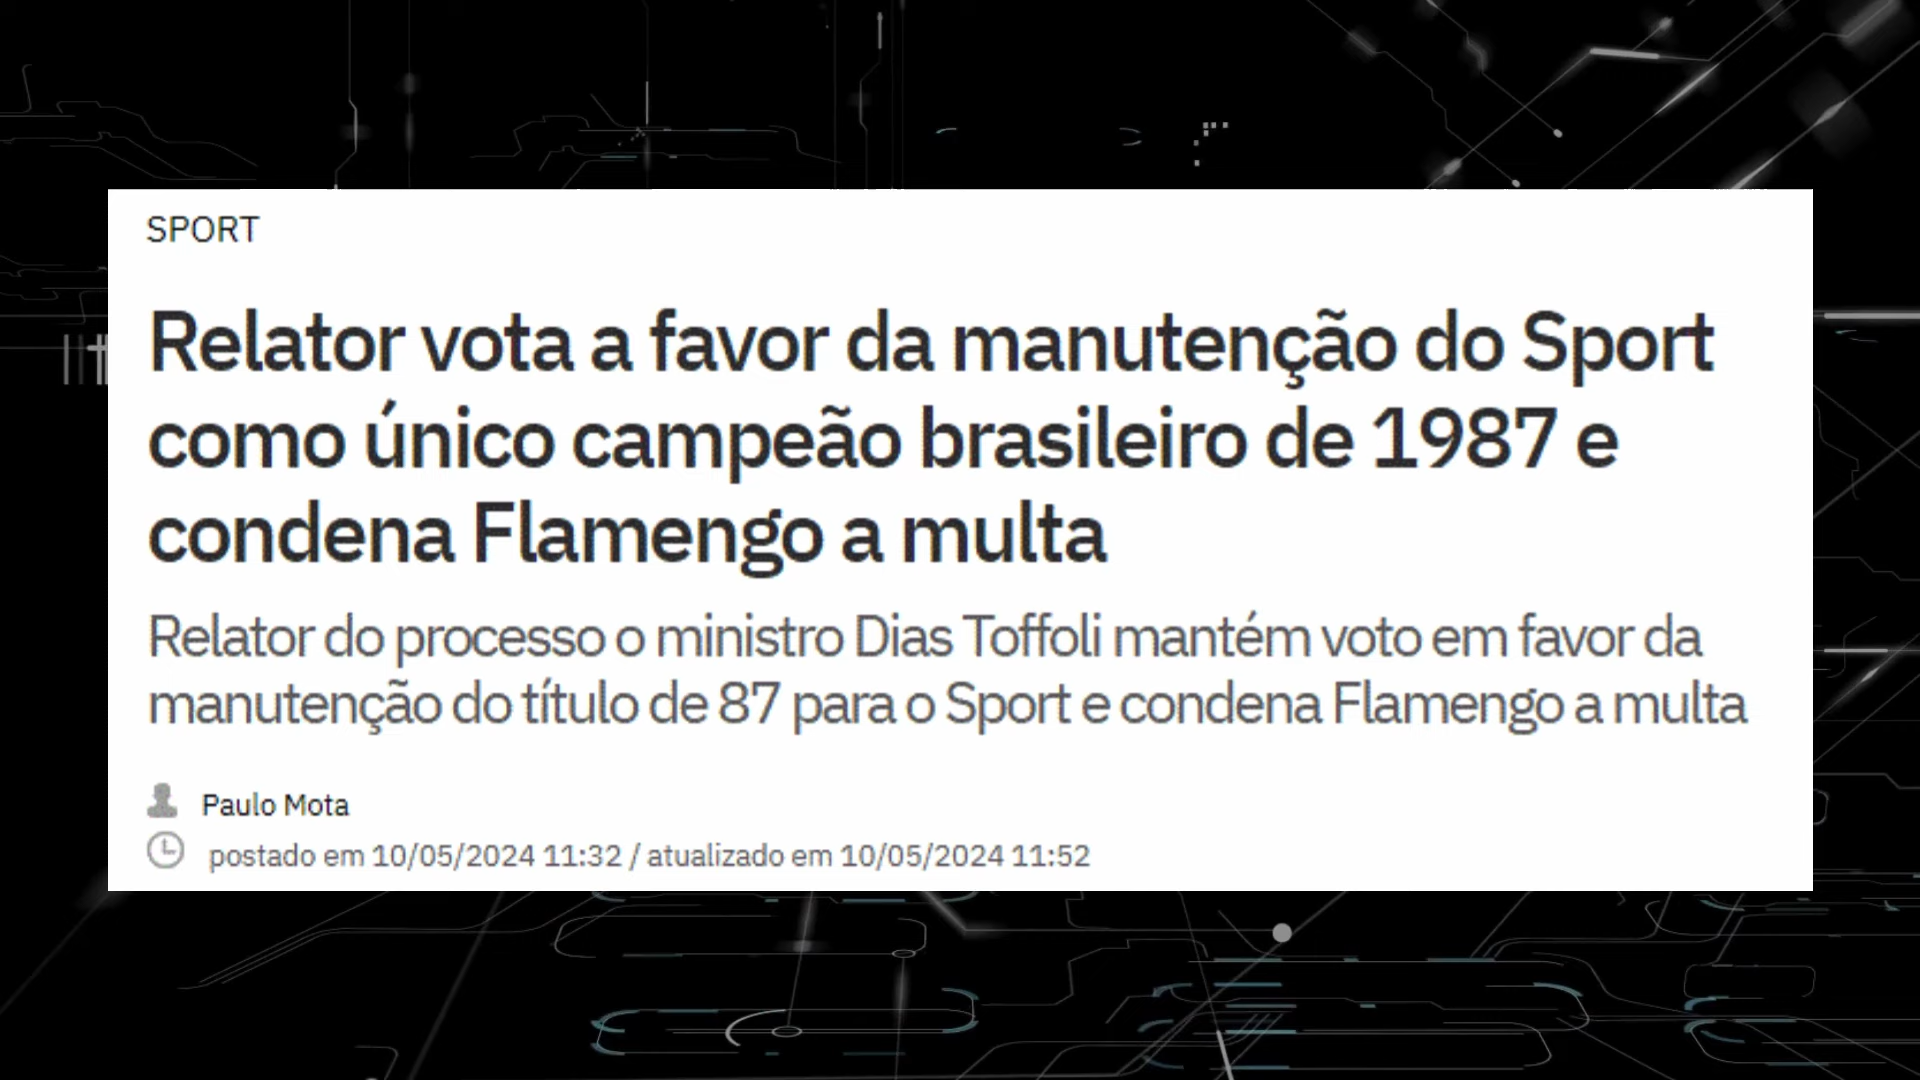 SPORT
Relator vota a favor da manutenção do Sport
como único campeão brasileiro de 1987 e
condena Flamengo a multa
Relator do processo o ministro Dias Toffoli mantém voto em favor da
manutenção do título de 87 para o Sport e condena Flamengo a multa
Paulo Mota
postado em 10/05/2024 11:32 / atualizado em 10/05/2024 11:52